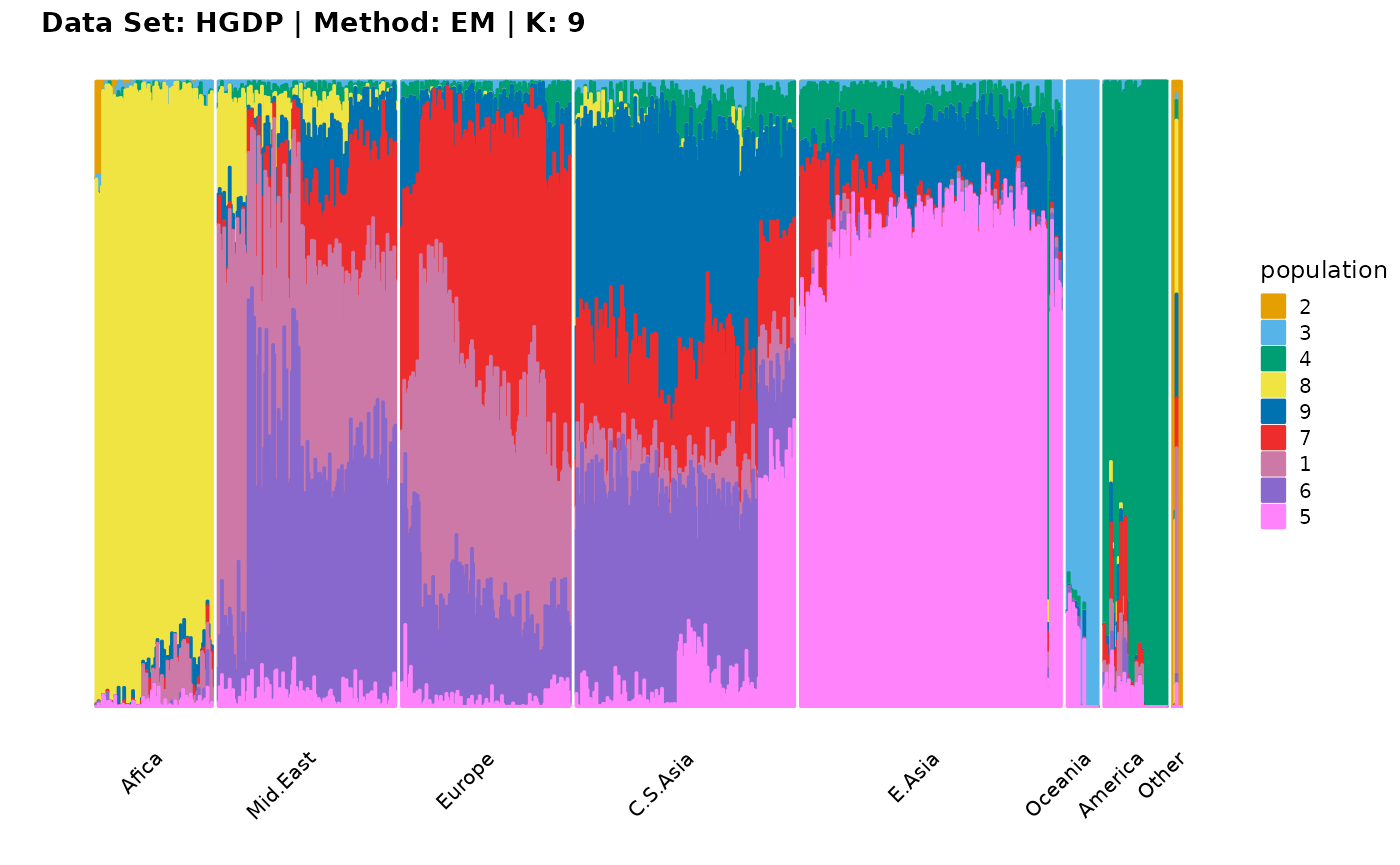 Data Set: HGDP | Method: EM | K: 9
population
2
3
4
8
9
7
1
6
5
Afica
Mid.East
Europe
C.S.Asia
E.Asia
Oceania
America
Other